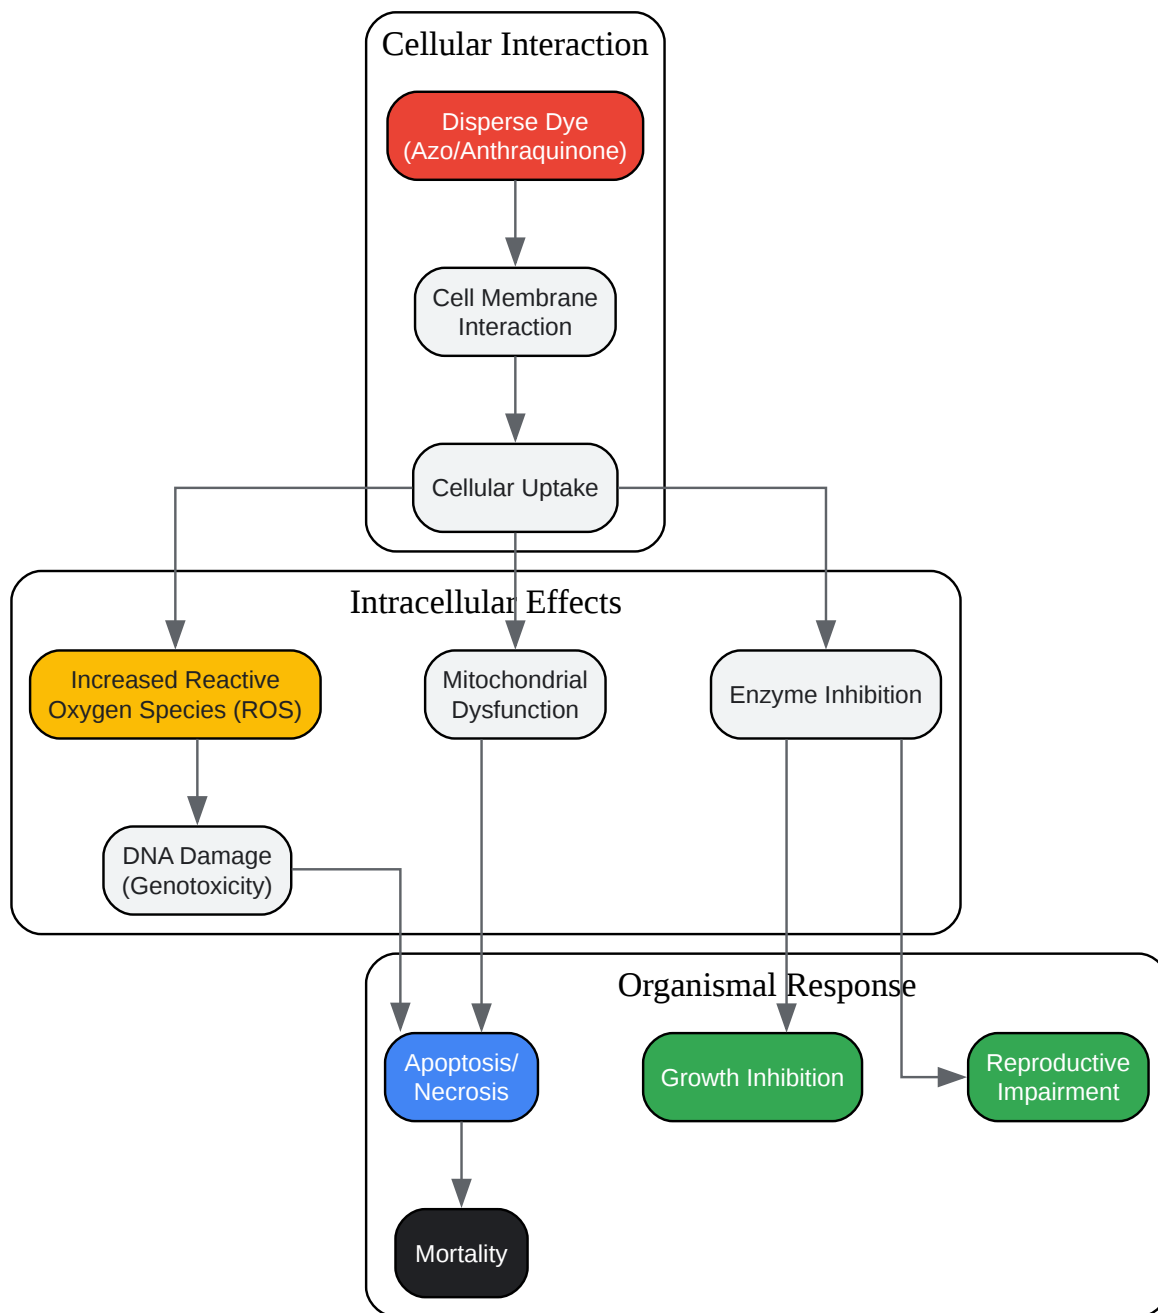 Cellular Interaction
Disperse Dye
(Azo/Anthraquinone)
Cell Membrane
Interaction
Cellular Uptake
Intracellular Effects
Increased Reactive
Oxygen Species (ROS)
Mitochondrial
Dysfunction
Enzyme Inhibition
DNA Damage
(Genotoxicity)
Organismal Response
Apoptosis/
Necrosis
Growth Inhibition
Reproductive
Impairment
Mortality